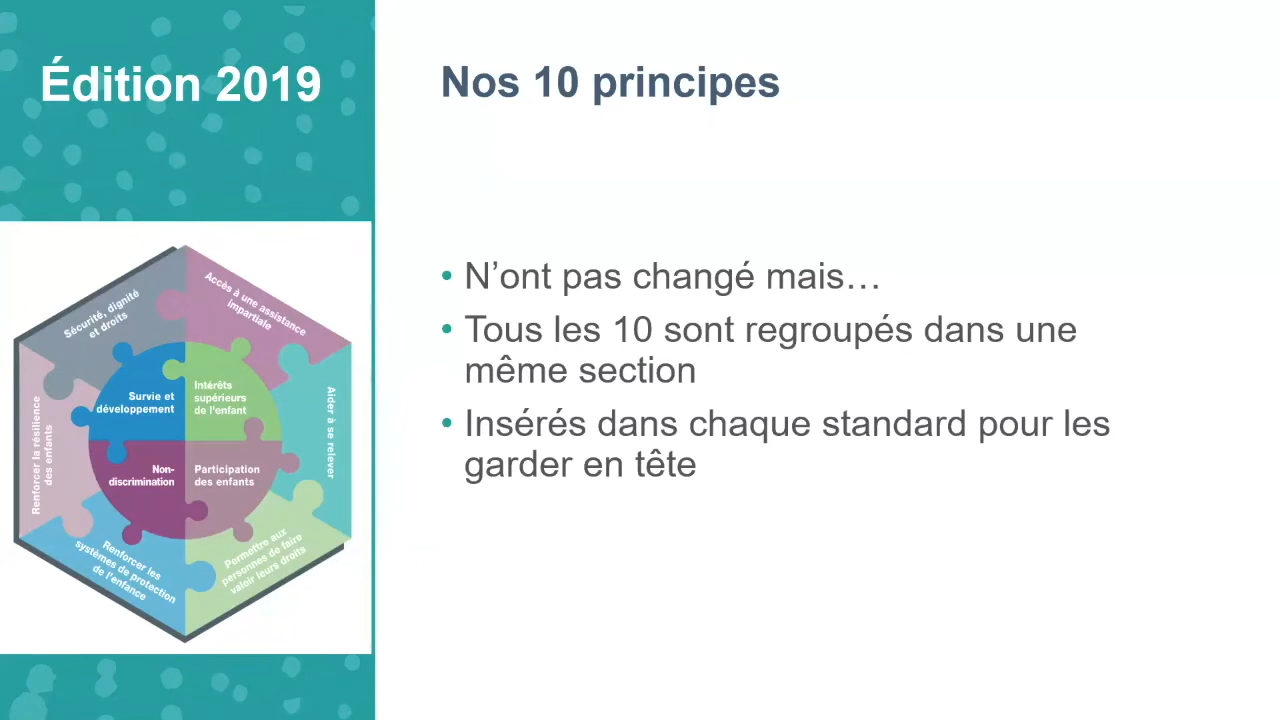 Édition 2019
Nos 10 principes
• N’ont pas changé mais…
• Tous les 10 sont regroupés dans une
même section
• Insérés dans chaque standard pour les
garder en tête
Sécurité, dignité
et droits
Accès à une assistance
impartiale
Aider à se relever
Permettre aux
personnes de faire
valoir leurs droits
Renforcer les
systèmes de protection
de l'enfance
Renforcer la résilience
des enfants
Survie et
développement
Intérêts
supérieurs
de l'enfant
Non-
discrimination
Participation
des enfants